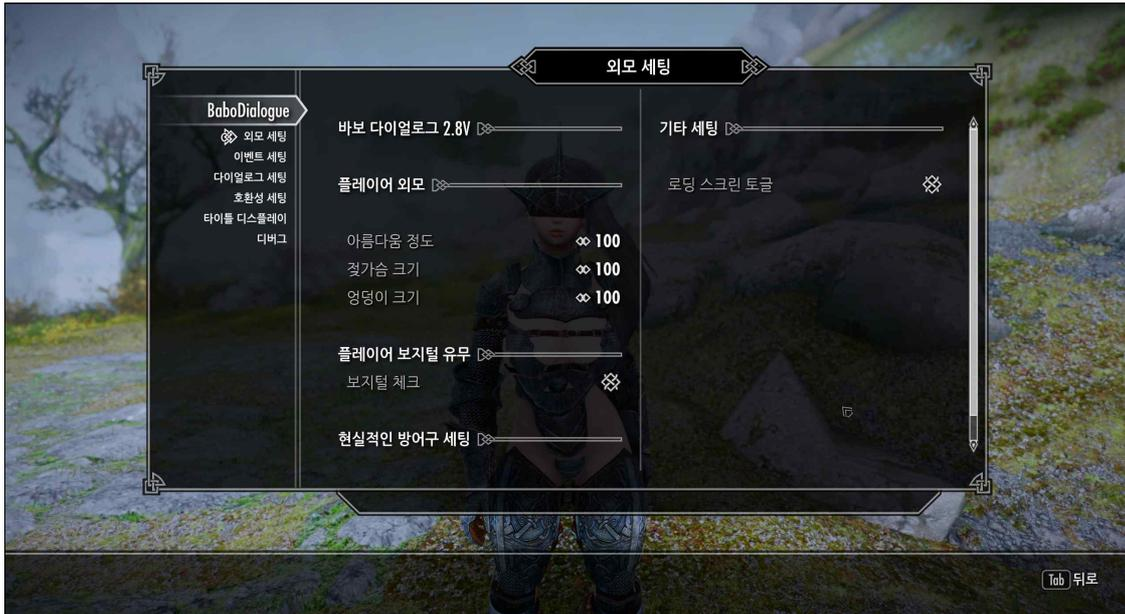 외모 세팅
BaboDialogue
외모 세팅
이벤트 세팅
다이얼로그 세팅
호환성 세팅
타이틀 디스플레이
디버그
바보 다이얼로그 2.8V
플레이어 외모
아름다움 정도 100
젖가슴 크기 100
엉덩이 크기 100
플레이어 보지털 유무
보지털 체크
현실적인 방어구 세팅
기타 세팅
로딩 스크린 토글
Tab 뒤로